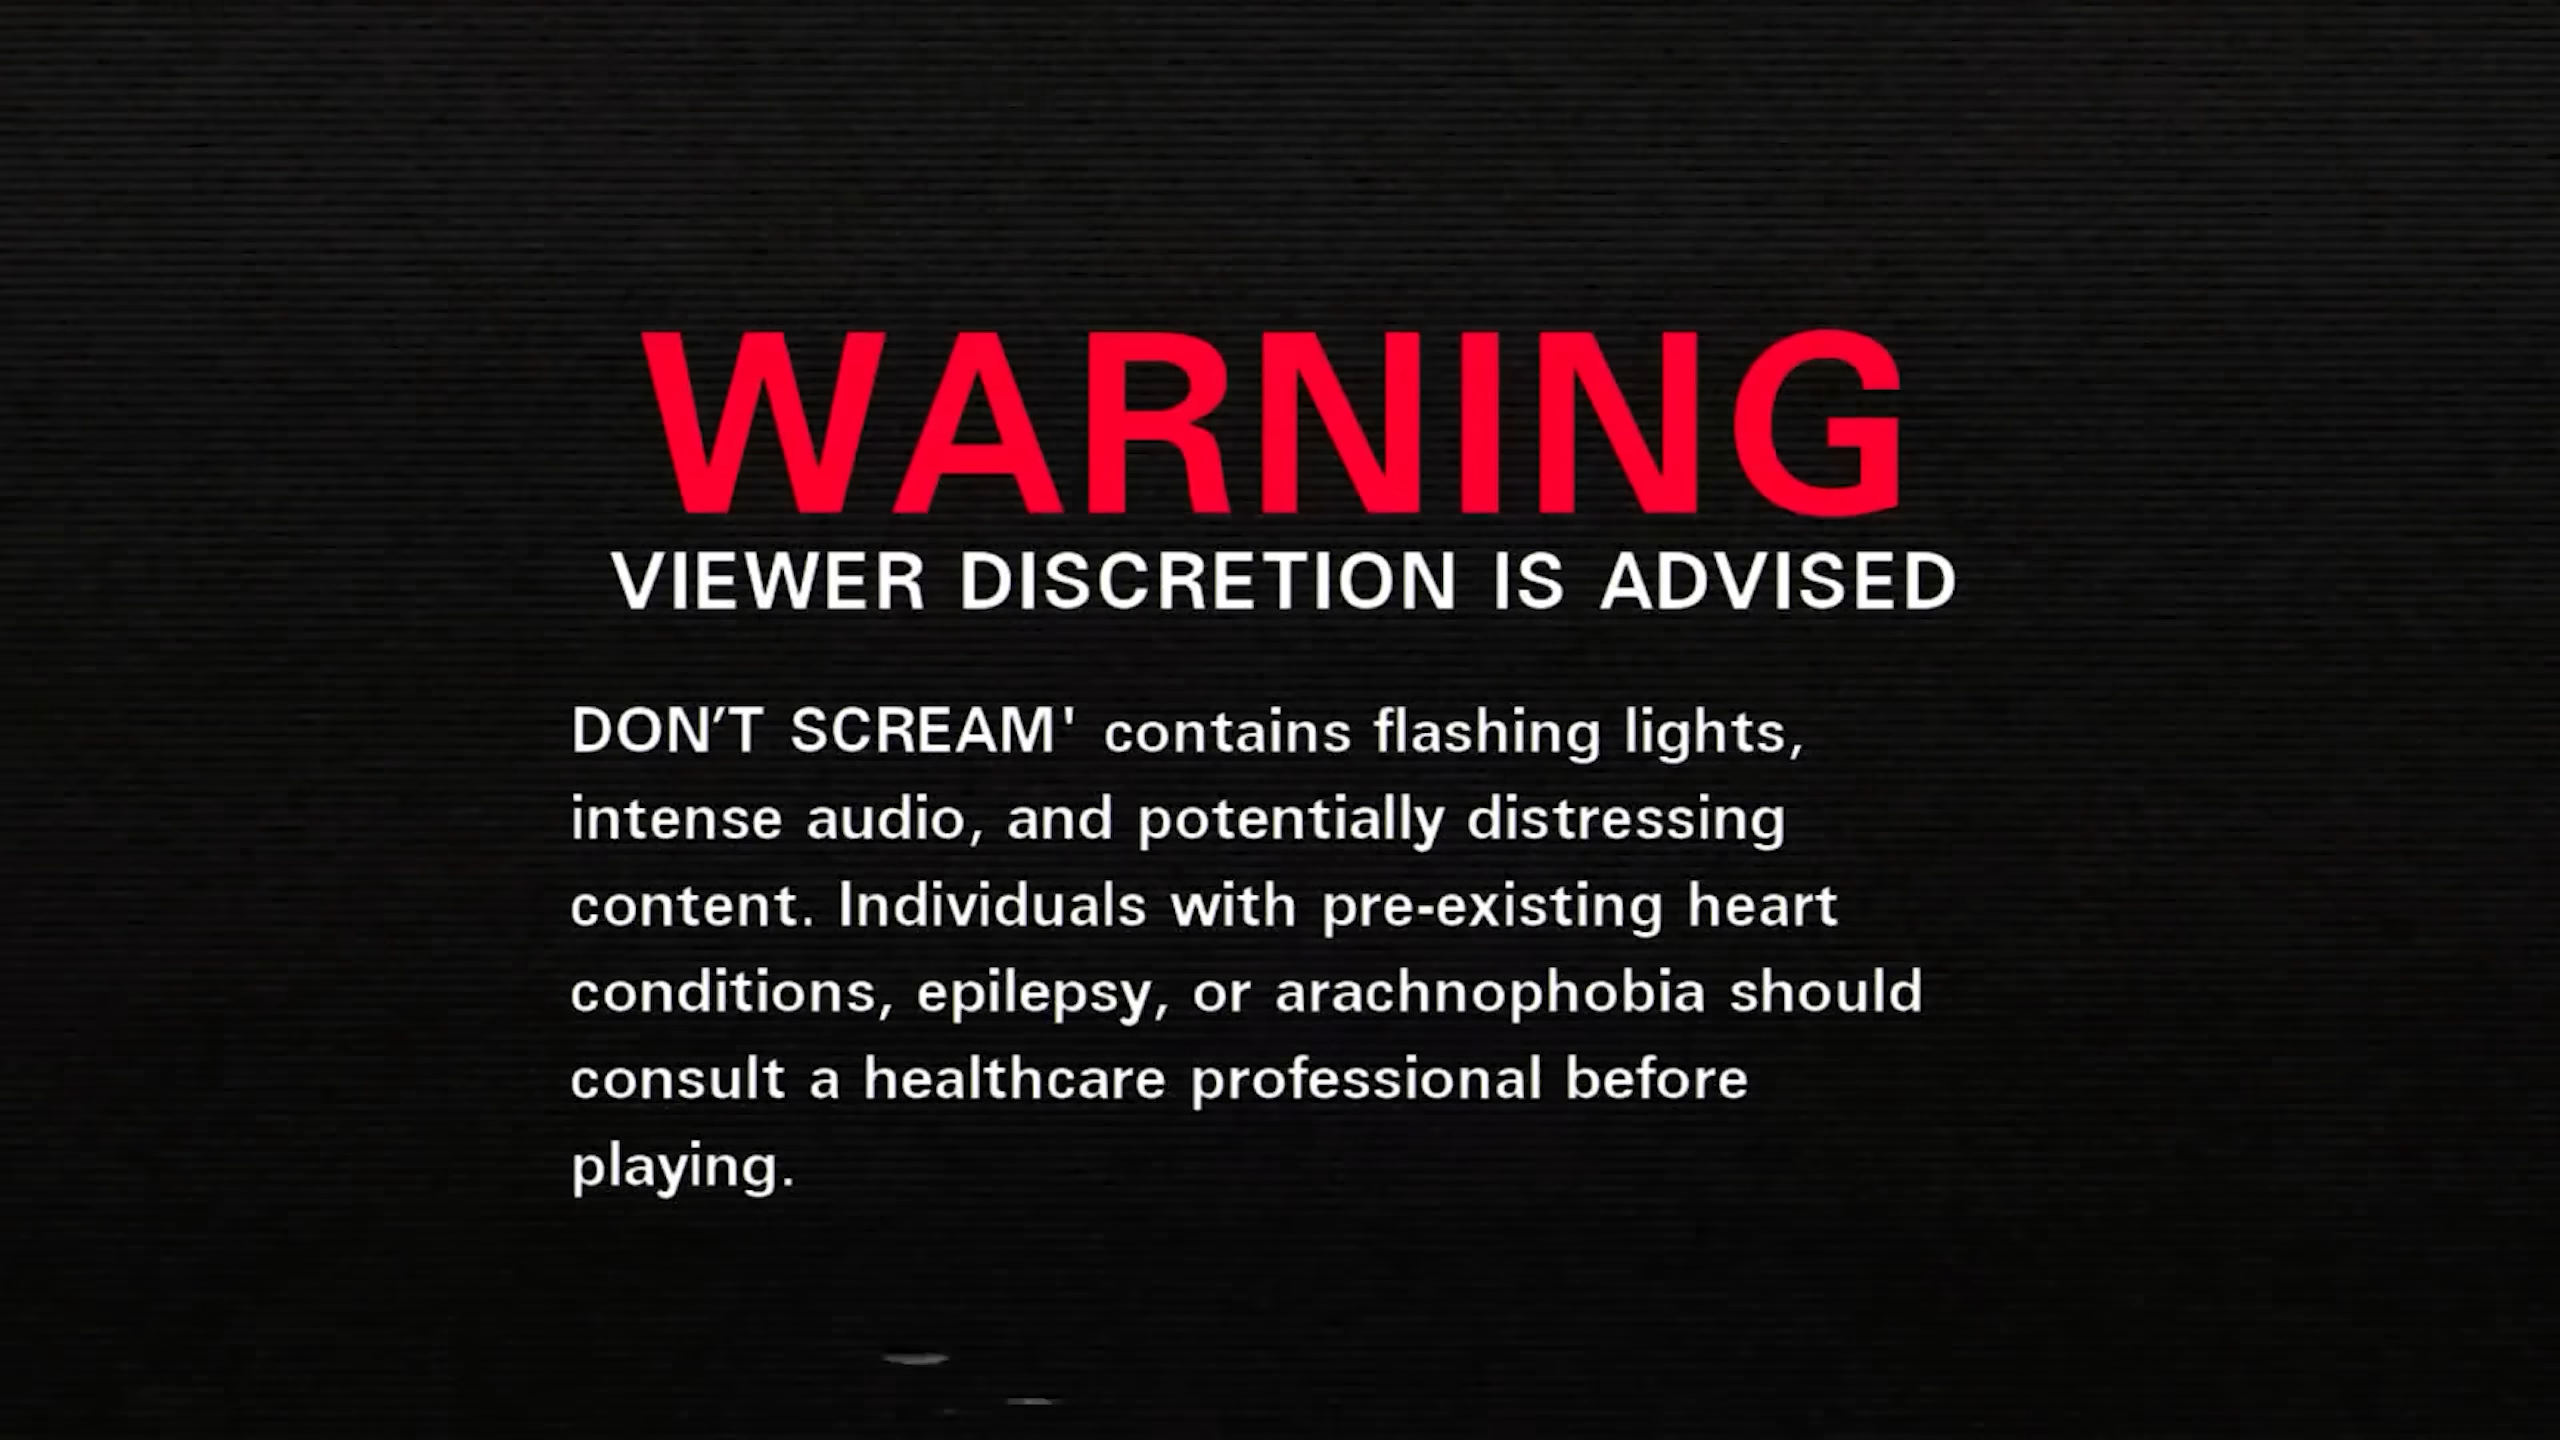 WARNING
VIEWER DISCRETION IS ADVISED
DON'T SCREAM' contains flashing lights,
intense audio, and potentially distressing
content. Individuals with pre-existing heart
conditions, epilepsy, or arachnophobia should
consult a healthcare professional before
playing.